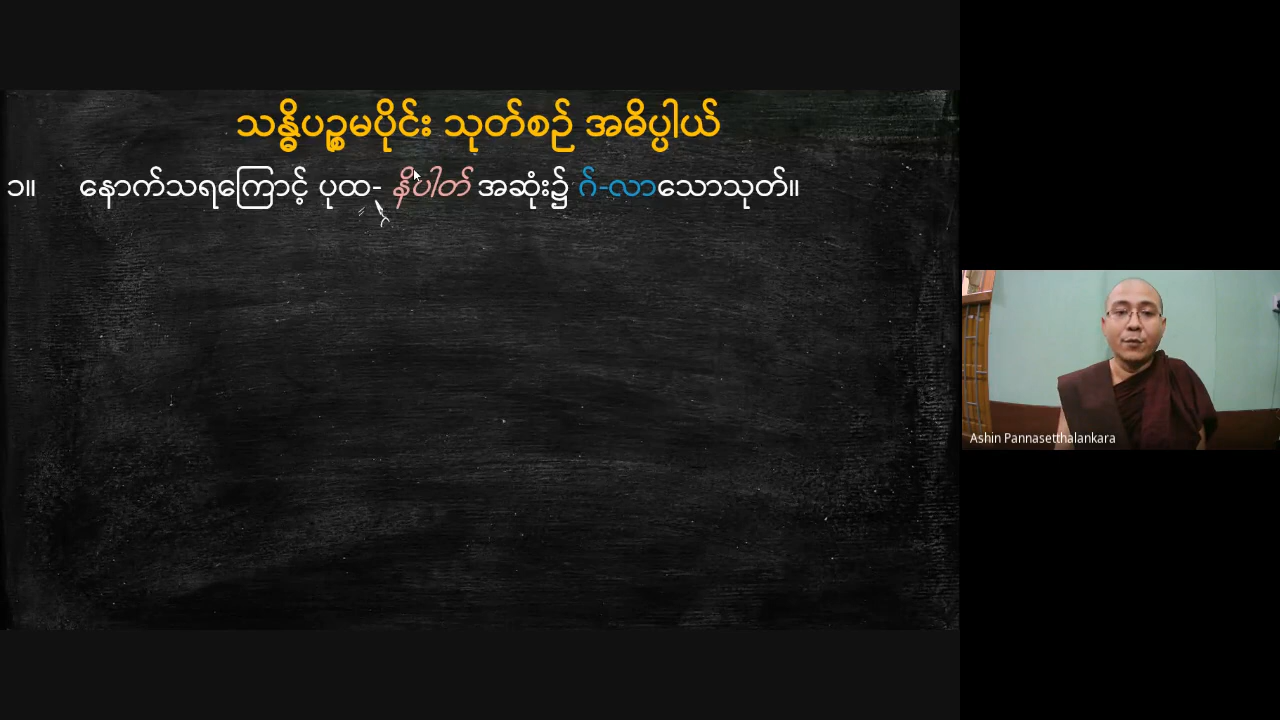 သန္ဓိပဉ္စမပိုင်း သုတ်စဉ် အဓိပ္ပါယ်
၁။ နောက်သရကြောင့် ပုထ- နိပါတ် အဆုံး၌ ဂ်-လာသောသုတ်။
Ashin Pannasetthalankara